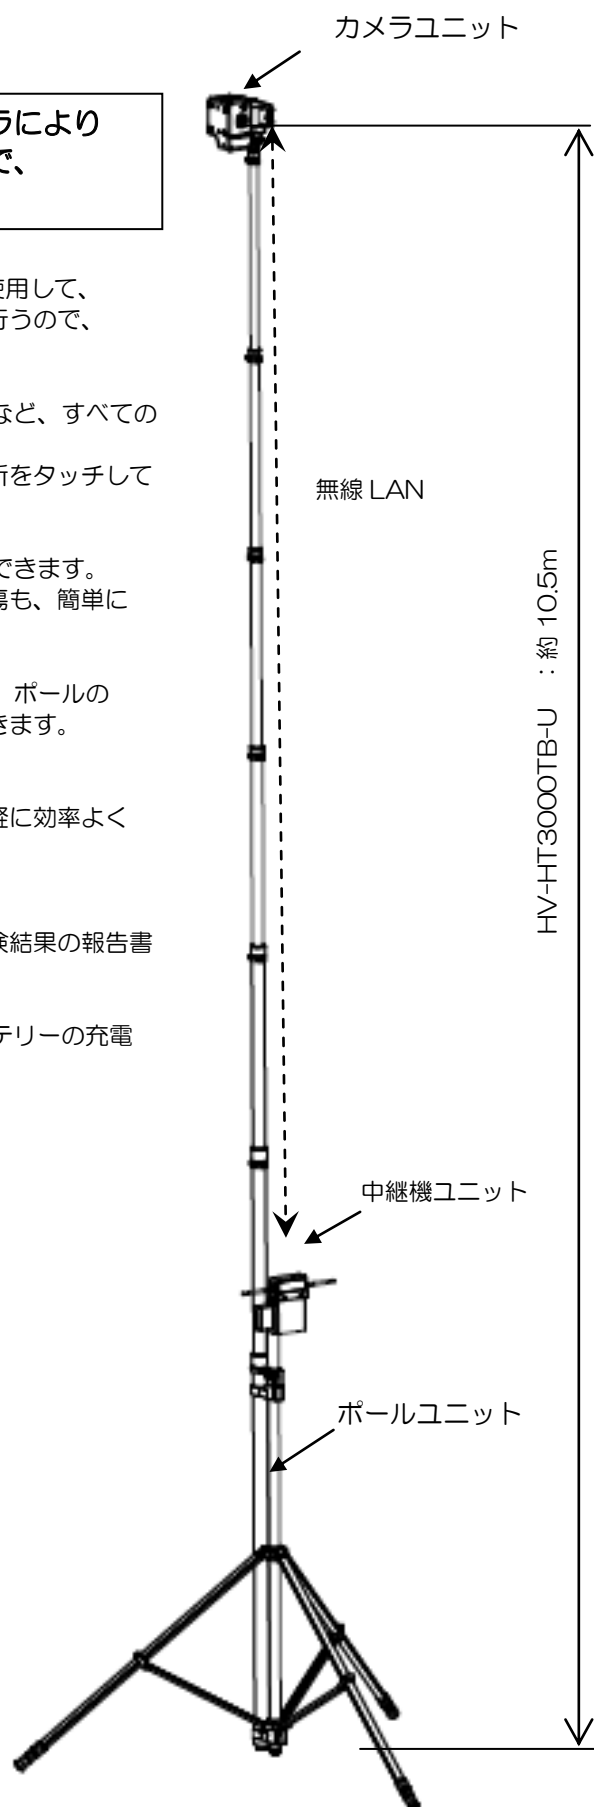 カメラユニット
ラにより
で、
使用して、
行うので、
など、すべての
所をタッチして
無線 LAN
できます。
傷も、簡単に
HV-HT3000TB-U ：約 10.5m
ポールの
きます。
軽に効率よく
検結果の報告書
テリーの充電
中継機ユニット
ポールユニット